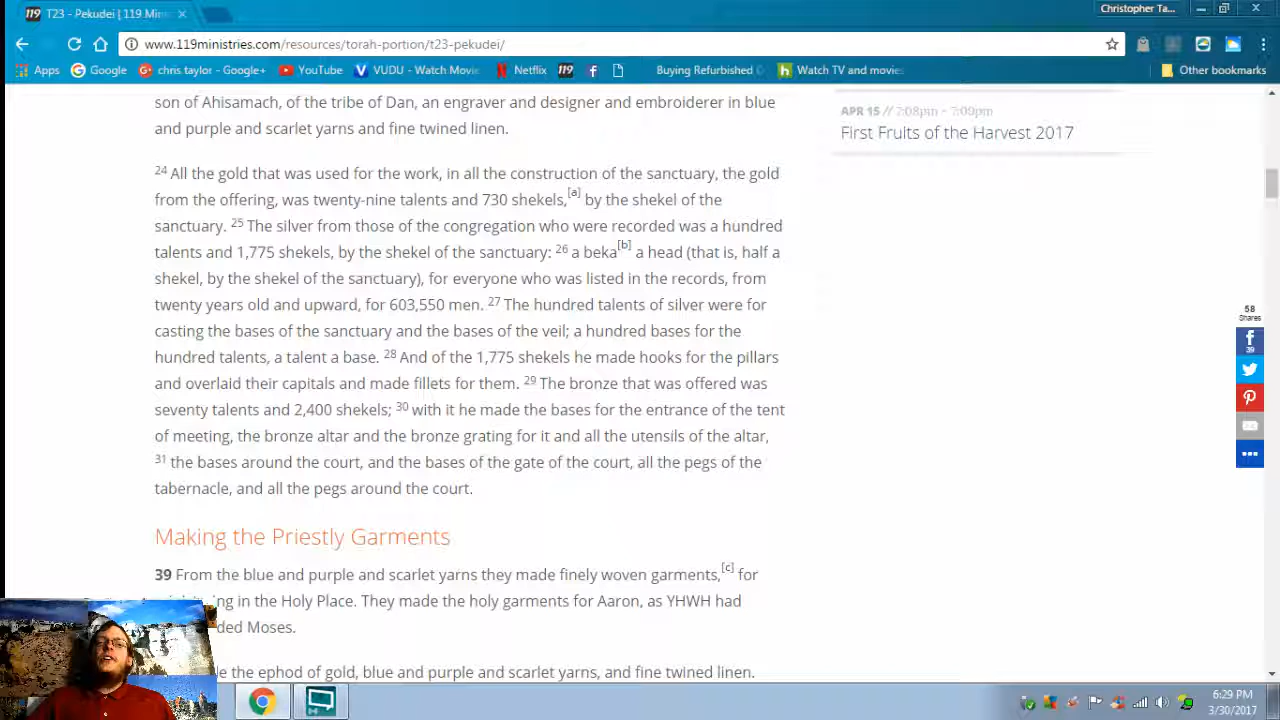 T23 - Pekudei [ 119 Min
Christopher Ta...
www.119ministries.com/resources/torah-portion/t23-pekudei/
Apps Google chris taylor - Google+ YouTube VUDU - Watch Movie Netflix 119 Buying Refurbished Watch TV and movies Other bookmarks
son of Ahisamach, of the tribe of Dan, an engraver and designer and embroiderer in blue
and purple and scarlet yarns and fine twined linen.
24 All the gold that was used for the work, in all the construction of the sanctuary, the gold
from the offering, was twenty-nine talents and 730 shekels,[a] by the shekel of the
sanctuary. 25 The silver from those of the congregation who were recorded was a hundred
talents and 1,775 shekels, by the shekel of the sanctuary: 26 a beka[b] a head (that is, half a
shekel, by the shekel of the sanctuary), for everyone who was listed in the records, from
twenty years old and upward, for 603,550 men. 27 The hundred talents of silver were for
casting the bases of the sanctuary and the bases of the veil; a hundred bases for the
hundred talents, a talent a base. 28 And of the 1,775 shekels he made hooks for the pillars
and overlaid their capitals and made fillets for them. 29 The bronze that was offered was
seventy talents and 2,400 shekels; 30 with it he made the bases for the entrance of the tent
of meeting, the bronze altar and the bronze grating for it and all the utensils of the altar,
31 the bases around the court, and the bases of the gate of the court, all the pegs of the
tabernacle, and all the pegs around the court.
Making the Priestly Garments
39 From the blue and purple and scarlet yarns they made finely woven garments,[c] for
ng in the Holy Place. They made the holy garments for Aaron, as YHWH had
ded Moses.
e the ephod of gold, blue and purple and scarlet yarns, and fine twined linen.
APR 15 // 7:08pm - 7:09pm
First Fruits of the Harvest 2017
58
Shares
39
6:29 PM
3/30/2017